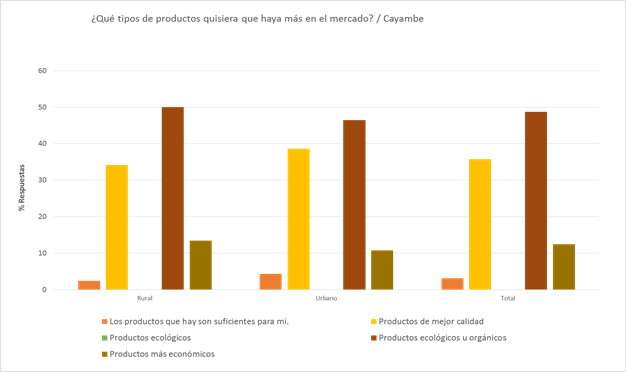 ¿Qué tipos de productos quisiera que haya más en el mercado? / Cayambe
60
50
40
30
20
10
0
% Respuestas
Rural
Urbano
Total
Los productos que hay son suficientes para mi.
Productos de mejor calidad
Productos ecológicos
Productos ecológicos u orgánicos
Productos más económicos